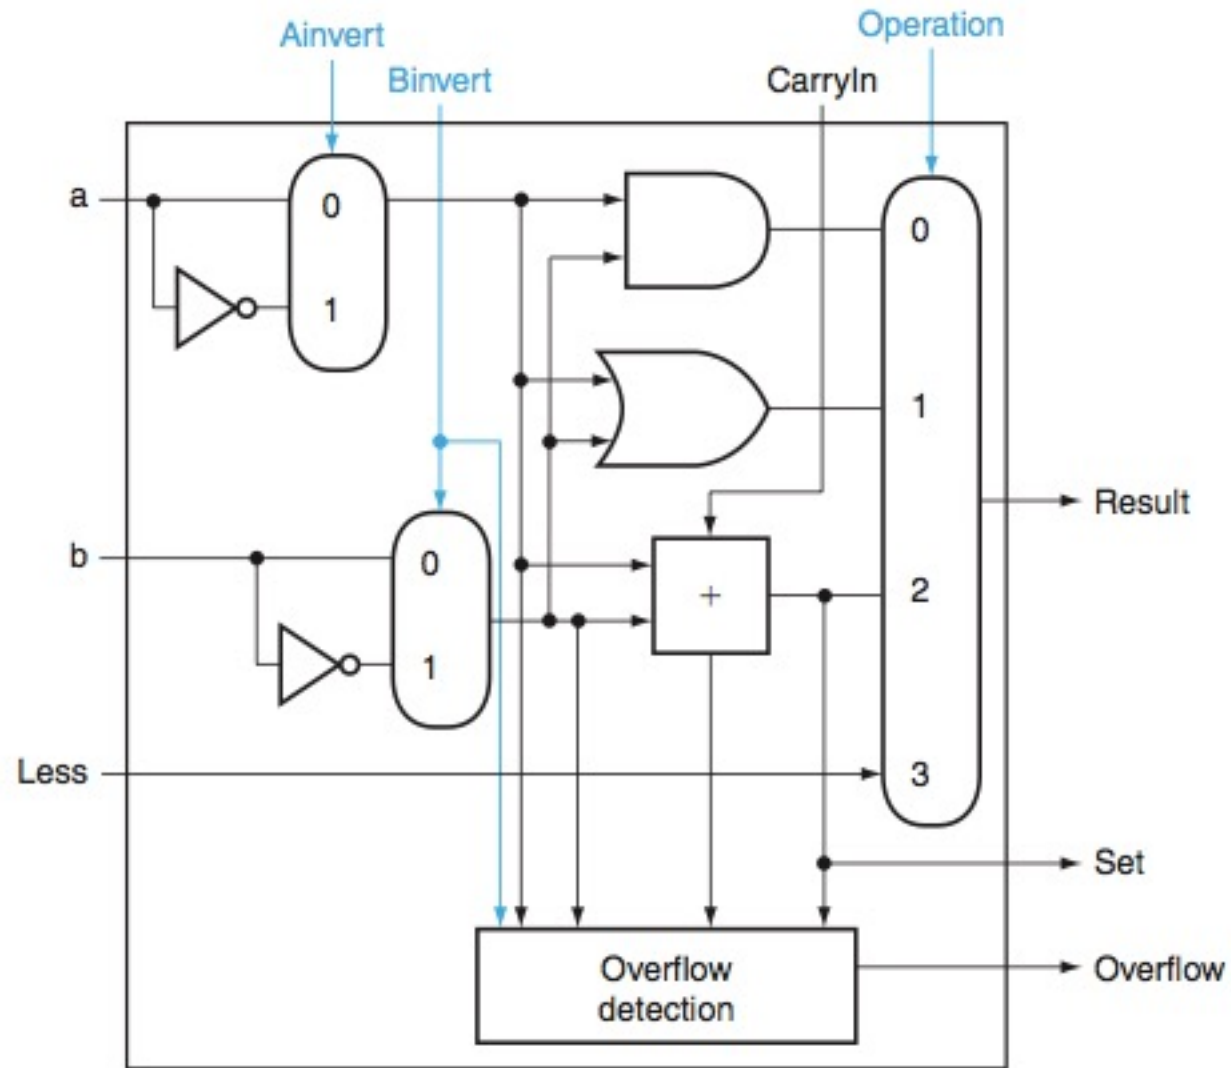 Operation
Ainvert
Binvert
CarryIn
a
0
1
0
1
Result
b
0
1
+
2
Less
3
Set
Overflow
detection
Overflow